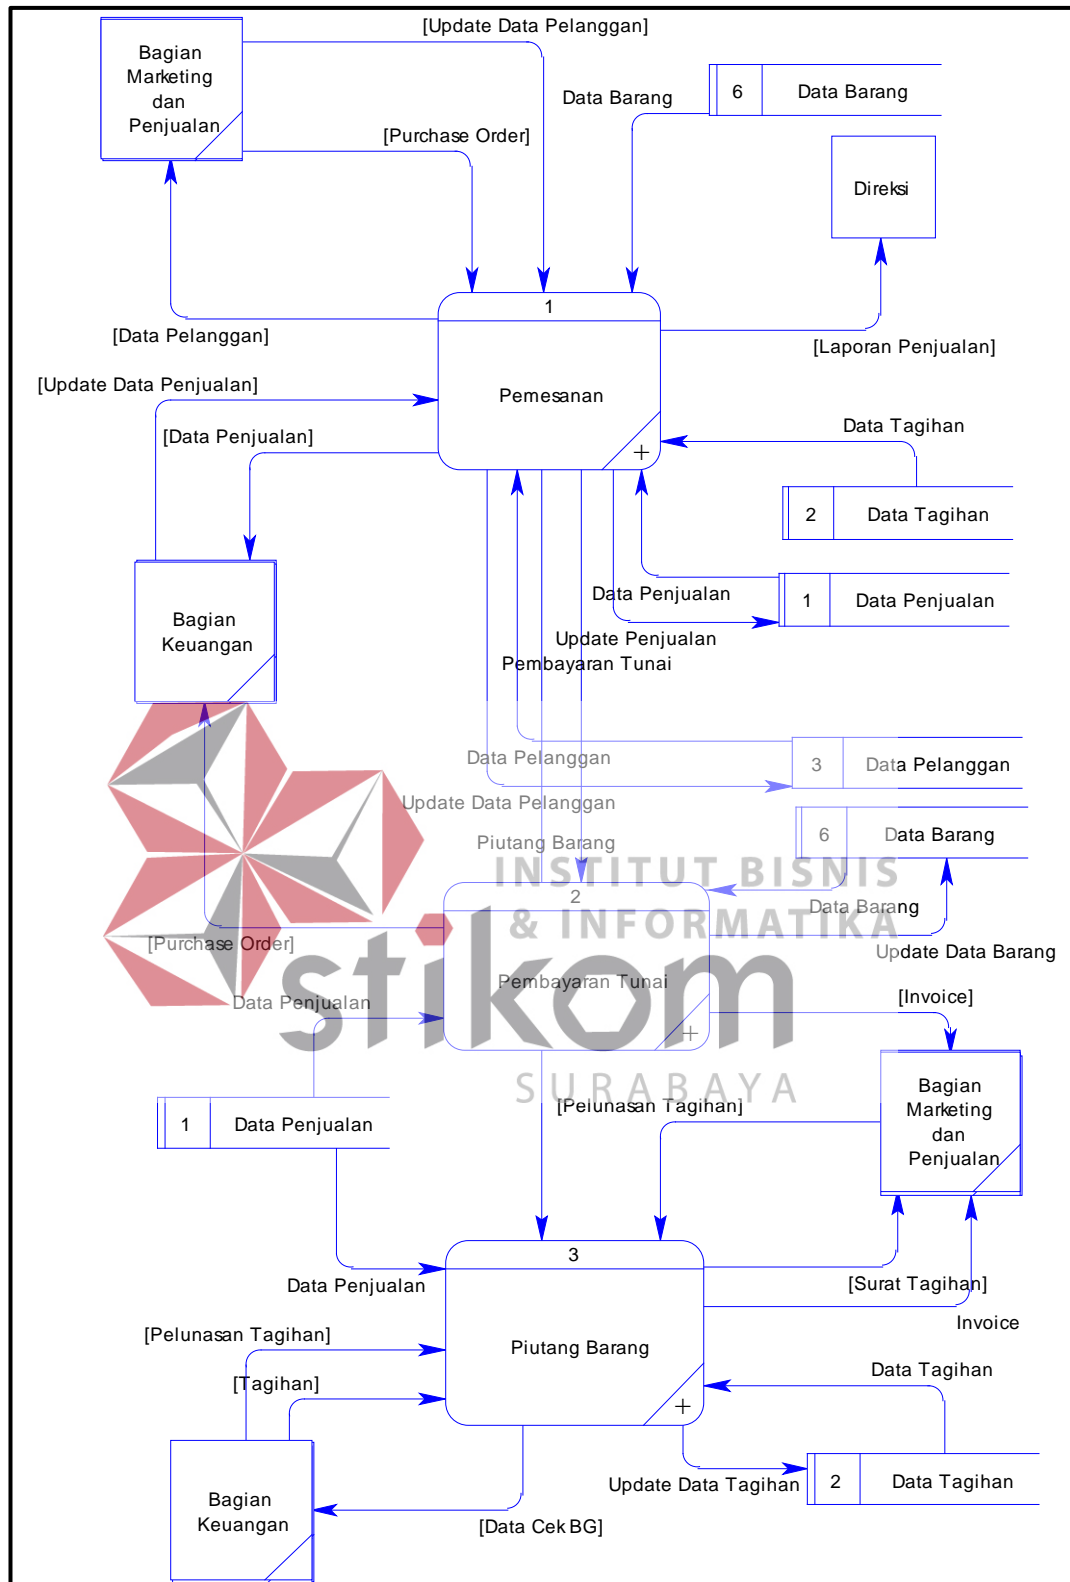 [Update Data Pelanggan]
Bagian
Marketing
dan
Penjualan
Data Barang
6 Data Barang
[Purchase Order]
Direksi
1
[Data Pelanggan]
[Laporan Penjualan]
[Update Data Penjualan]
Pemesanan
[Data Penjualan]
Data Tagihan
+
2 Data Tagihan
Data Penjualan
1 Data Penjualan
Bagian
Keuangan
Update Penjualan
Pembayaran Tunai
Data Pelanggan
3 Data Pelanggan
Update Data Pelanggan
Piutang Barang
6 Data Barang
INSTITUT BISNIS
& INFORMATIKA
2
Data Barang
[Purchase Order]
Update Data Barang
stikom
Pembayaran Tunai
Data Penjualan
[Invoice]
+
SURABAYA
Bagian
Marketing
dan
Penjualan
[Pelunasan Tagihan]
1 Data Penjualan
3
Data Penjualan
[Surat Tagihan]
Invoice
[Pelunasan Tagihan]
Piutang Barang
[Tagihan]
Data Tagihan
+
Update Data Tagihan
2 Data Tagihan
Bagian
Keuangan
[Data Cek BG]